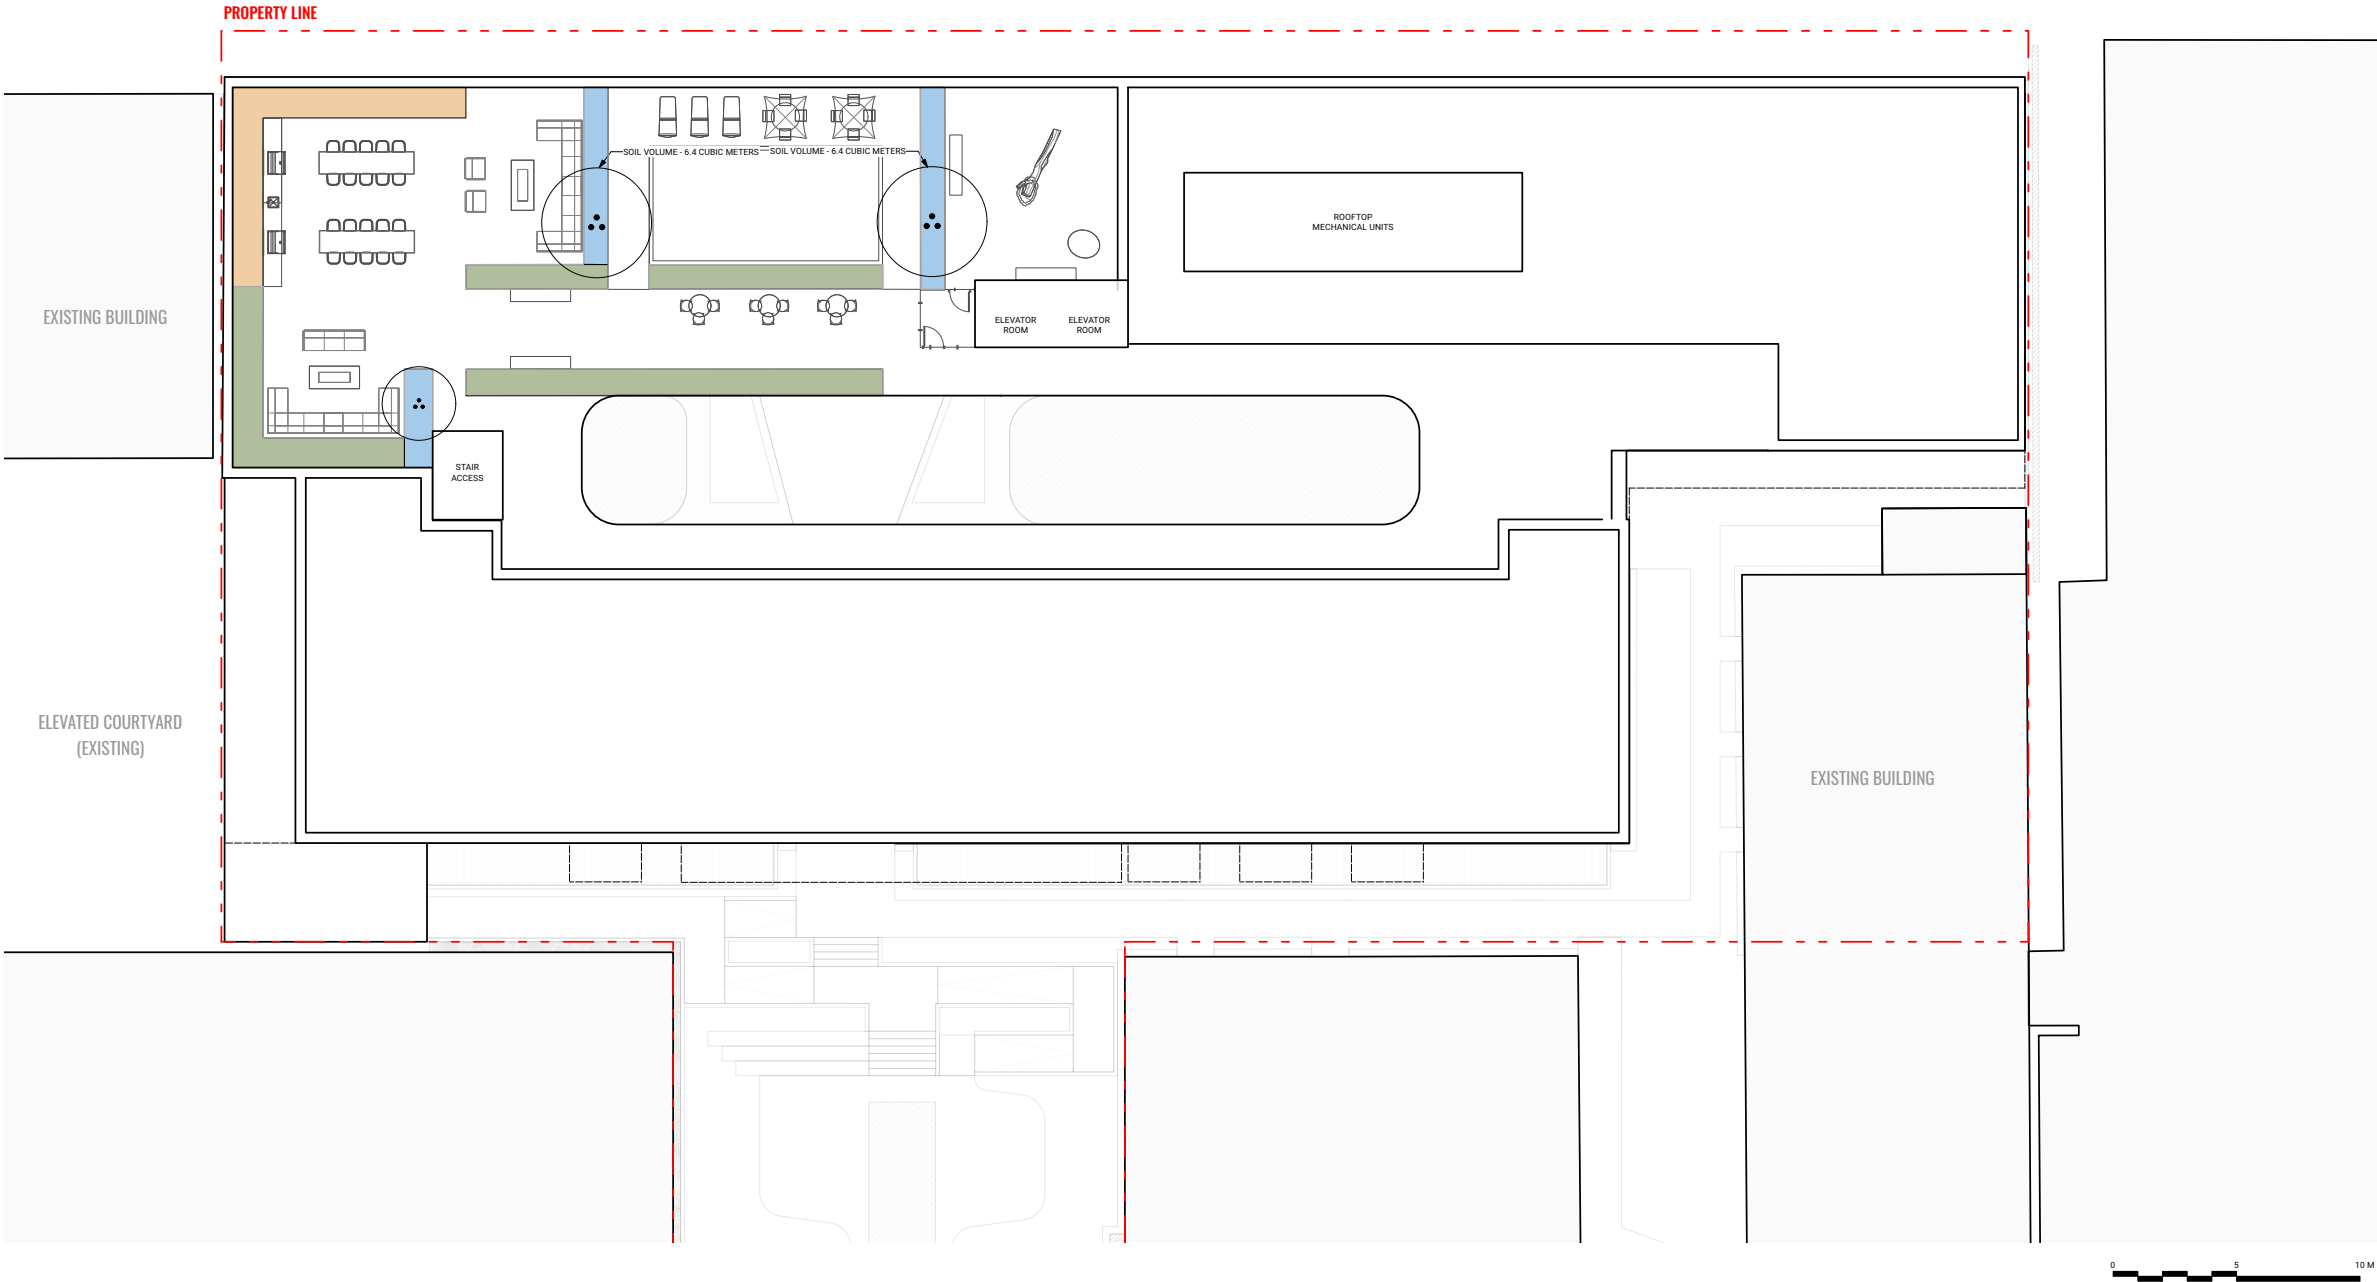 PROPERTY LINE
SOIL VOLUME - 6.4 CUBIC METERS
SOIL VOLUME - 6.4 CUBIC METERS
ROOFTOP
MECHANICAL UNITS
EXISTING BUILDING
ELEVATOR
ROOM
ELEVATOR
ROOM
STAIR
ACCESS
ELEVATED COURTYARD
(EXISTING)
EXISTING BUILDING
0 5 10 M